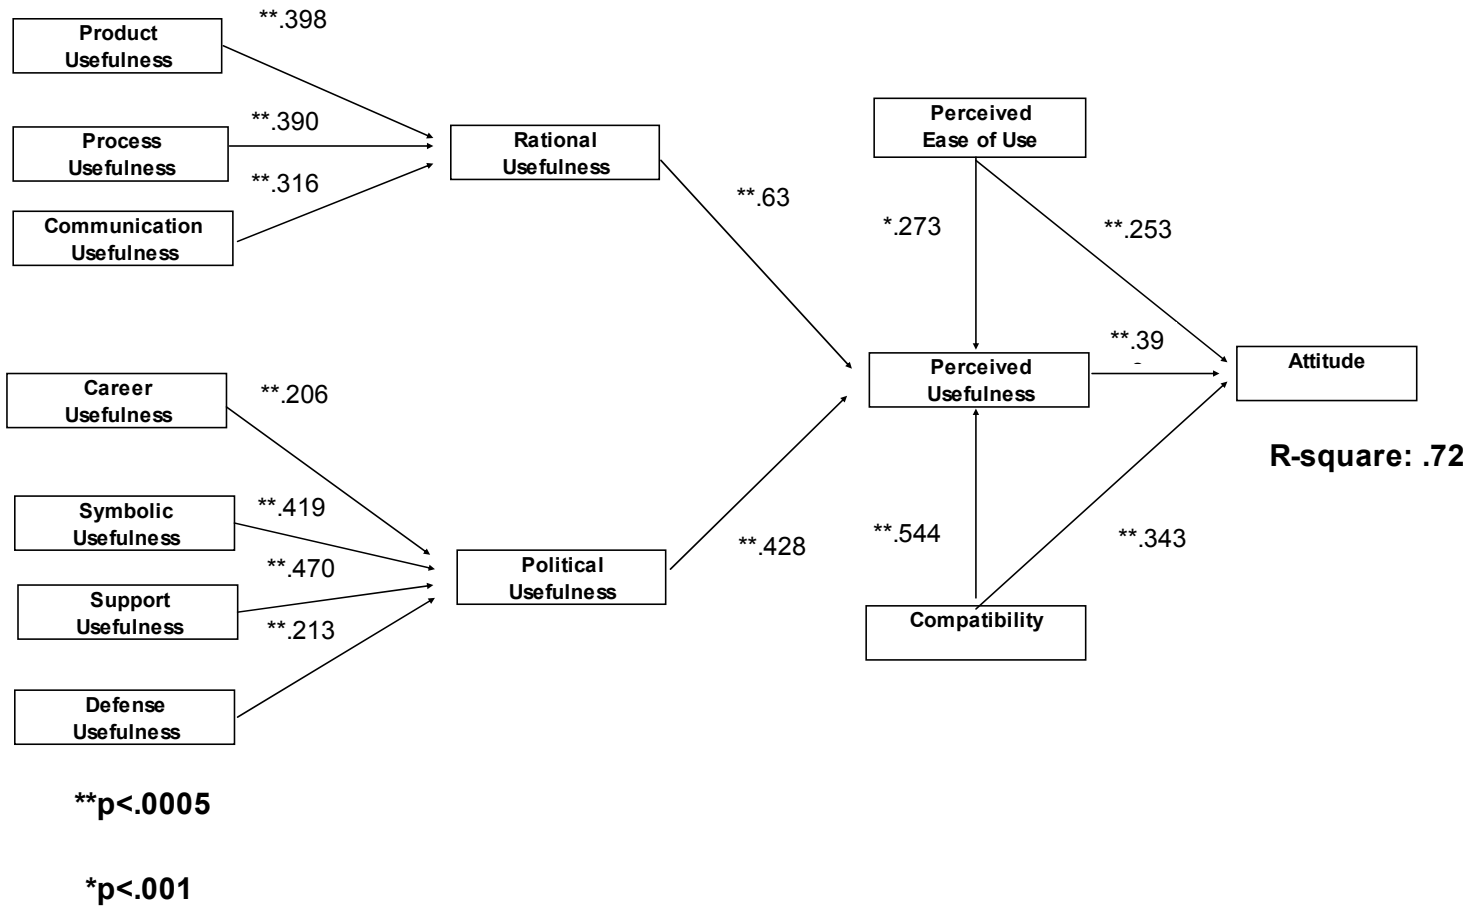 **.398
Product
Usefulness
**.390
Process
Usefulness
**.316
Communication
Usefulness
Rational
Usefulness
**.63
Perceived
Ease of Use
*.273
**.253
Perceived
Usefulness
**.39
Attitude
R-square: .72
Career
Usefulness
**.206
Symbolic
Usefulness
**.419
Support
Usefulness
**.470
**.213
Defense
Usefulness
Political
Usefulness
**.428
**.544
**.343
Compatibility
**p<.0005
*p<.001